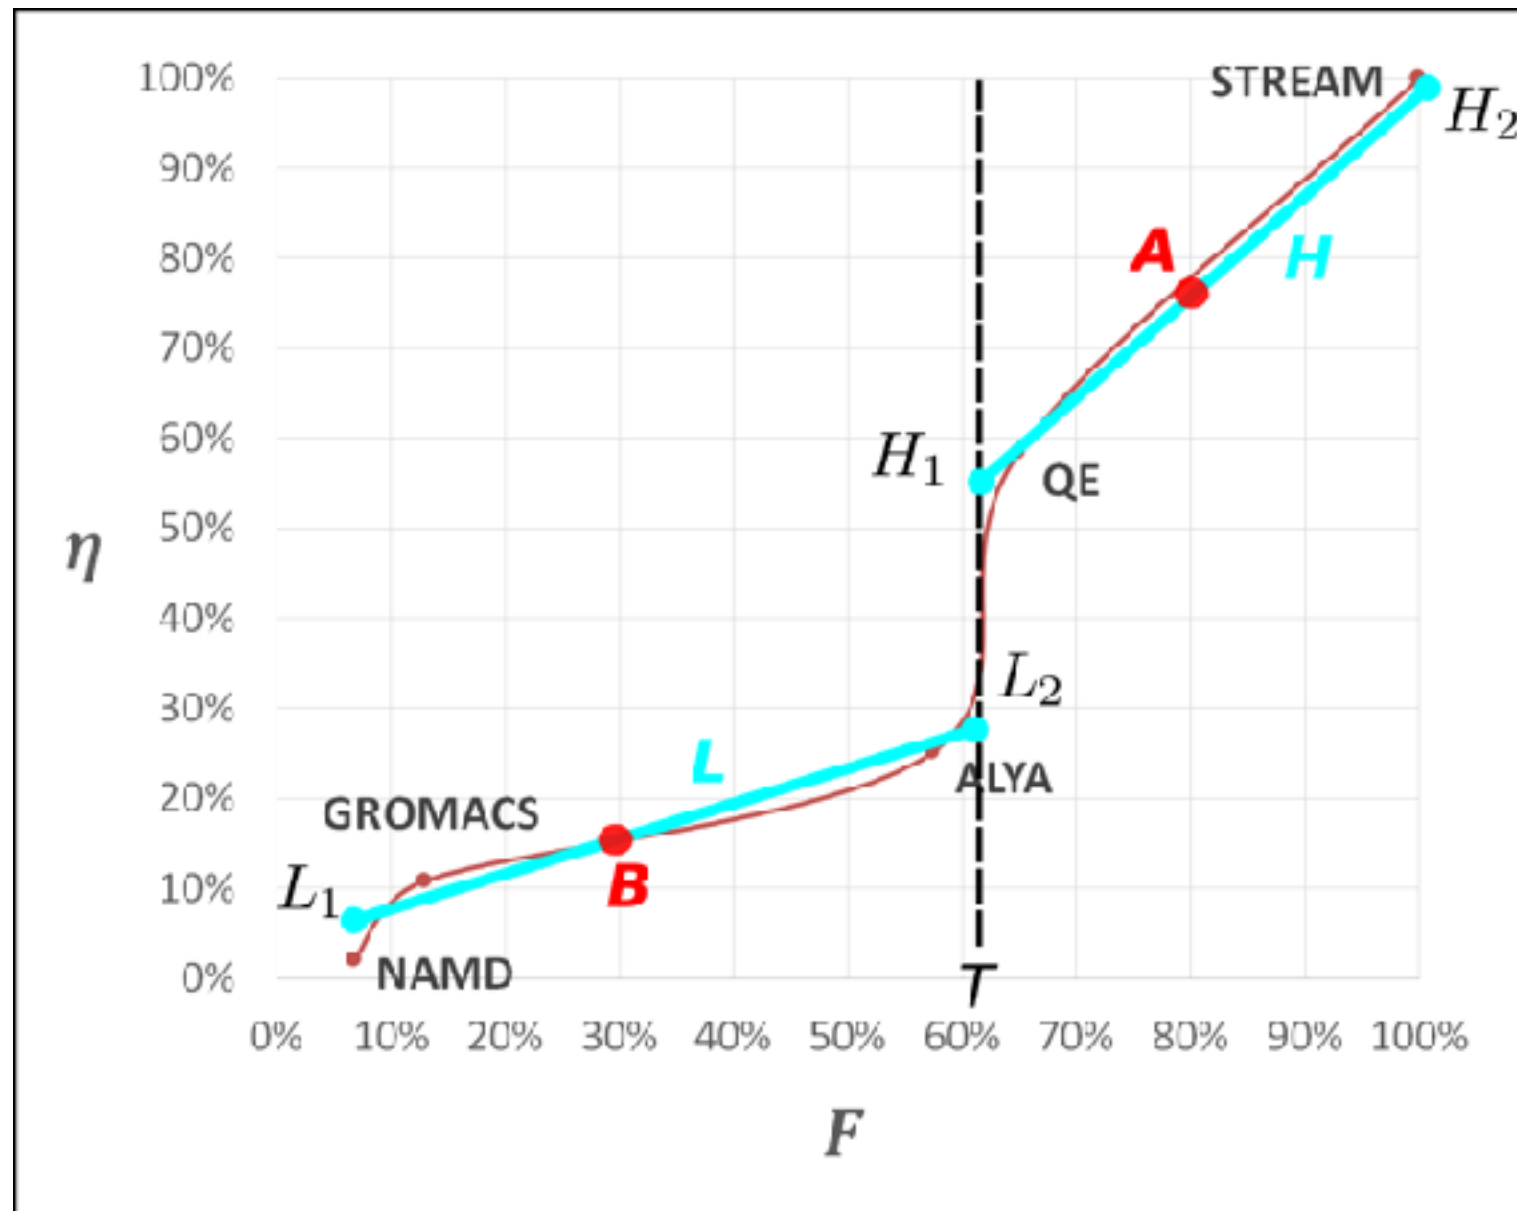 100%
STREAM
H2
90%
A
80%
H
70%
60%
H1
QE
50%
η
40%
L2
30%
L
ALYA
20%
GROMACS
B
10%
L1
NAMD
0%
T
0% 10% 20% 30% 40% 50% 60% 70% 80% 90% 100%
F